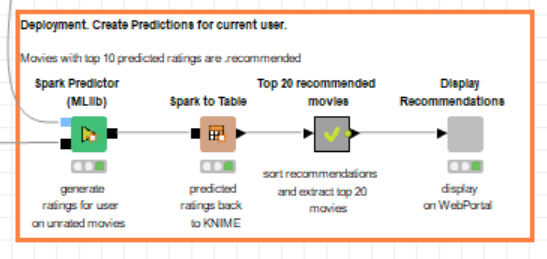 Deployment. Create Predictions for current user.
Movies with top 10 predicted ratings are .recommended
Spark Predictor
(MLlib)
Spark to Table
Top 20 recommended
movies
Display
Recommendations
generate
ratings for user
on unrated movies
predicted
ratings back
to KNIME
sort recommendations
and extract top 20
movies
display
on WebPortal